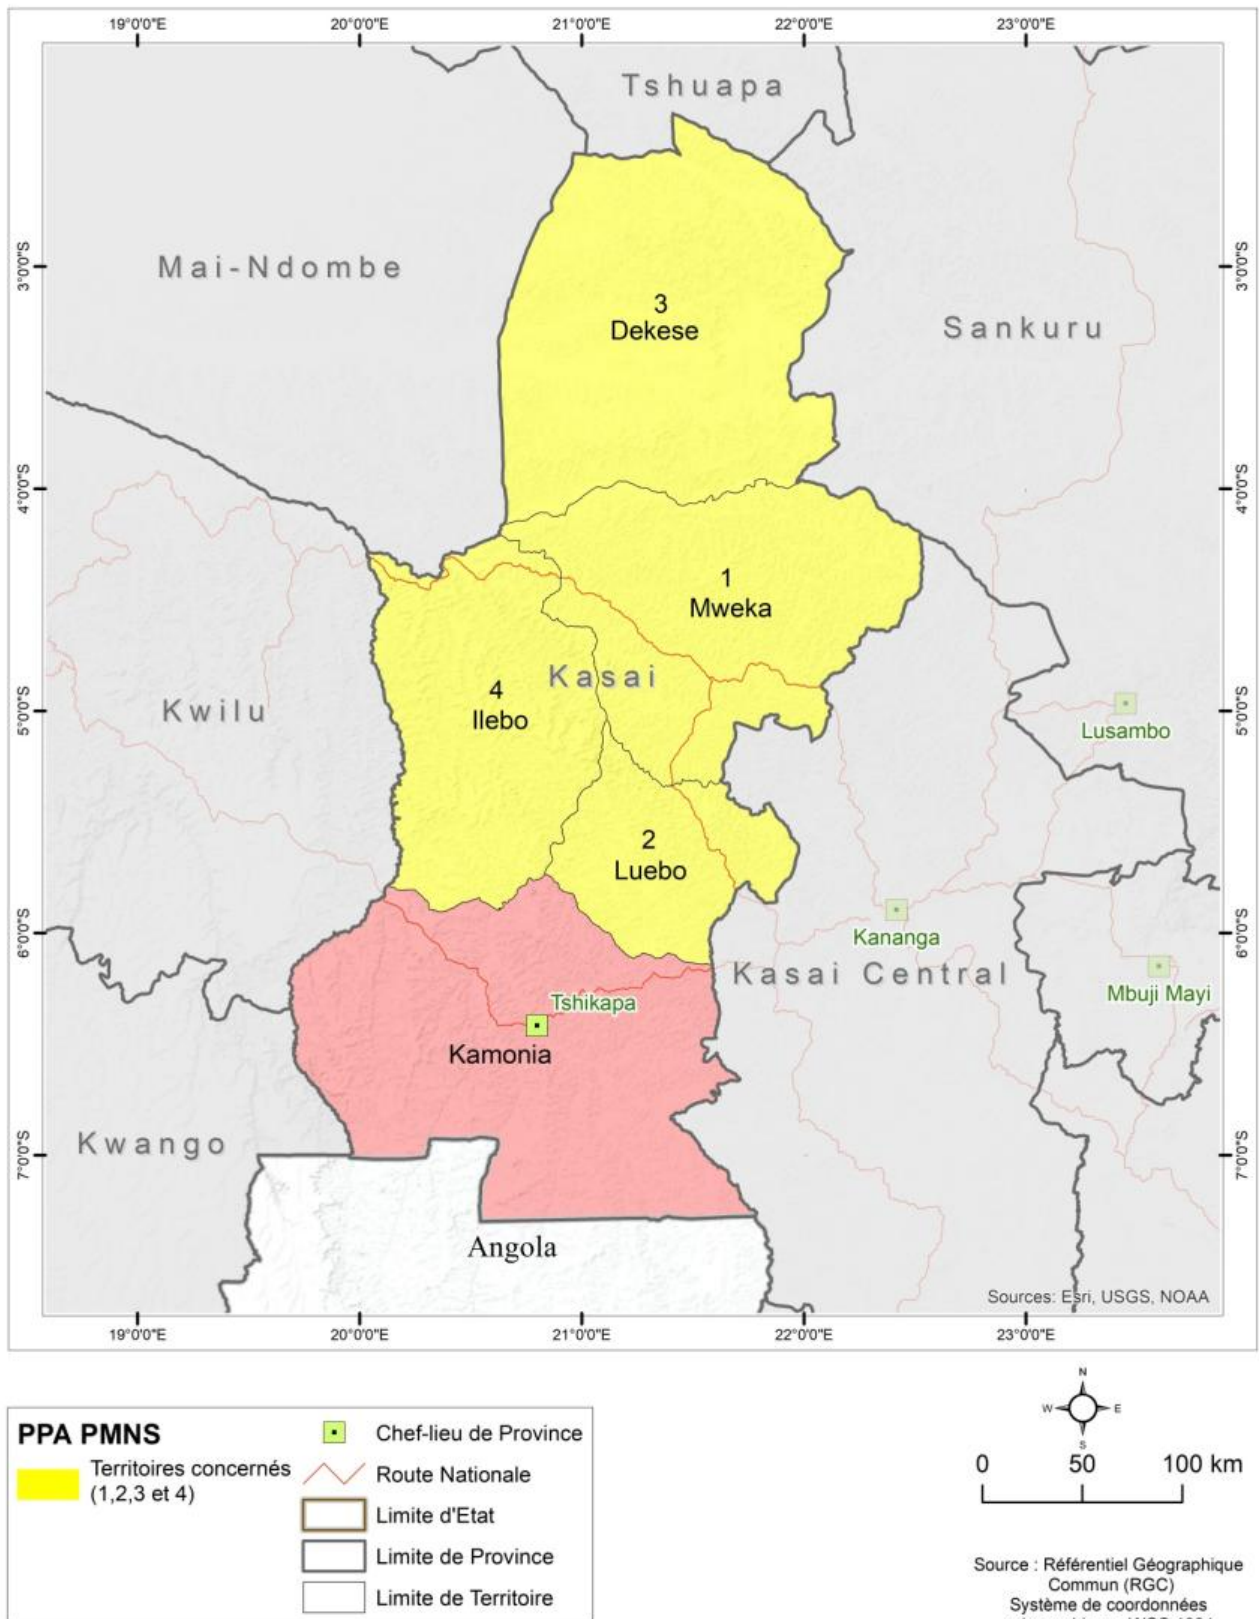 19°0'0"E 20°0'0"E 21°0'0"E 22°0'0"E 23°0'0"E
Tshuapa
3°0'0"S
3°0'0"S
Mai-Ndombe
3
Dekese
Sankuru
4°0'0"S
4°0'0"S
1
Mweka
Kasai
4
Ilebo
Kwilu
5°0'0"S
5°0'0"S
Lusambo
2
Luebo
Kananga
6°0'0"S
6°0'0"S
Kasai Central
Mbuji Mayi
Tshikapa
Kamonia
Kwango
7°0'0"S
7°0'0"S
Angola
Sources: Esri, USGS, NOAA
19°0'0"E 20°0'0"E 21°0'0"E 22°0'0"E 23°0'0"E
PPA PMNS
Territoires concernés
(1,2,3 et 4)
Chef-lieu de Province
Route Nationale
Limite d'Etat
Limite de Province
Limite de Territoire
N
W E
S
0 50 100 km
Source : Référentiel Géographique
Commun (RGC)
Système de coordonnées